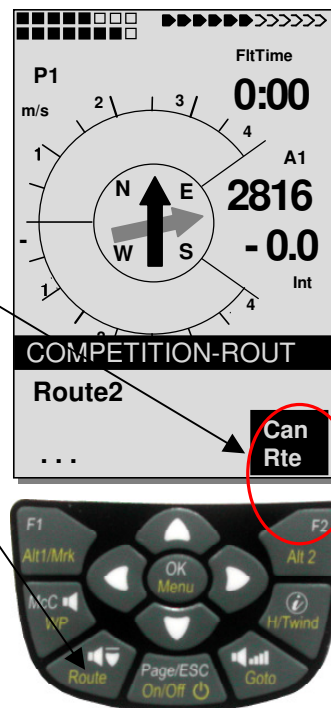 FltTime
P1
0:00
m/s
2
3
1
4
A1
2816
N
E
- 0.0
-
W
S
Int
1
4
COMPETITION-ROUT
Route2
Can
Rte
. . .
F1
F2
Alt1/Mrk
OK
Menu
Alt 2
McC
WP
i
H/Twind
Route
Page/ESC
On/Off
Goto